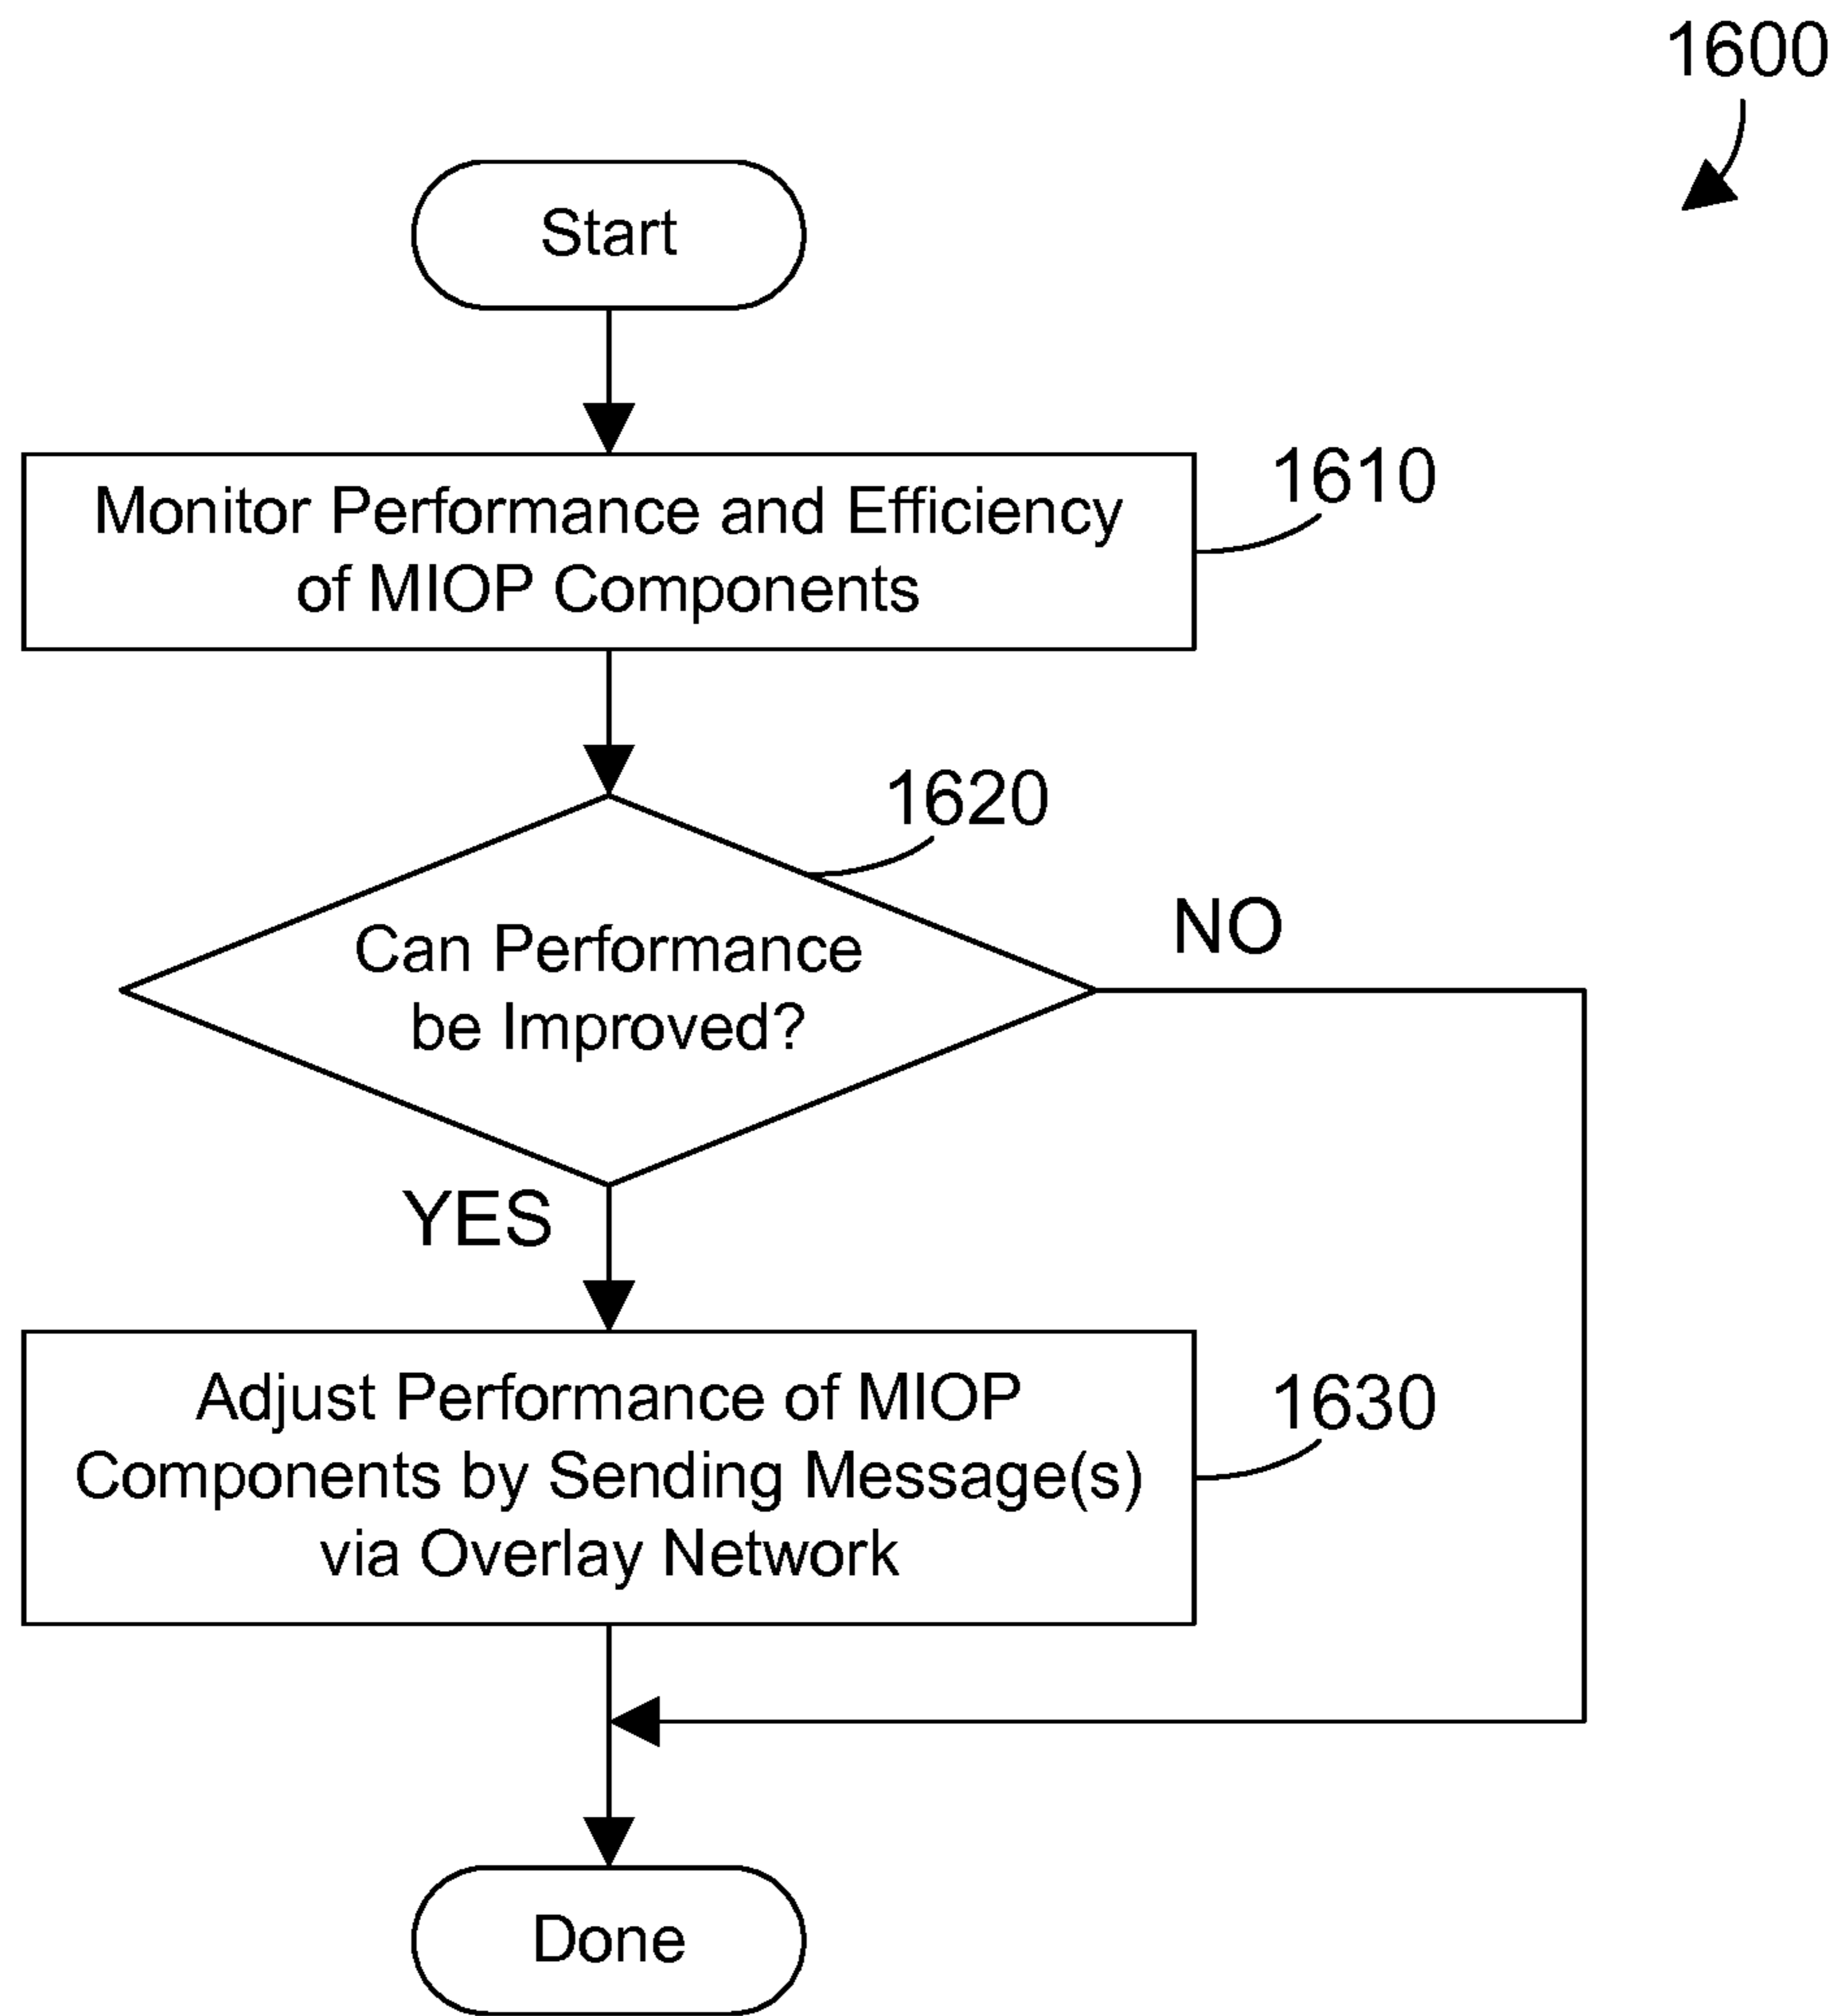 1600
Start
Monitor Performance and Efficiency
of MIOP Components
1610
1620
Can Performance
be Improved?
NO
YES
Adjust Performance of MIOP
Components by Sending Message(s)
via Overlay Network
1630
Done